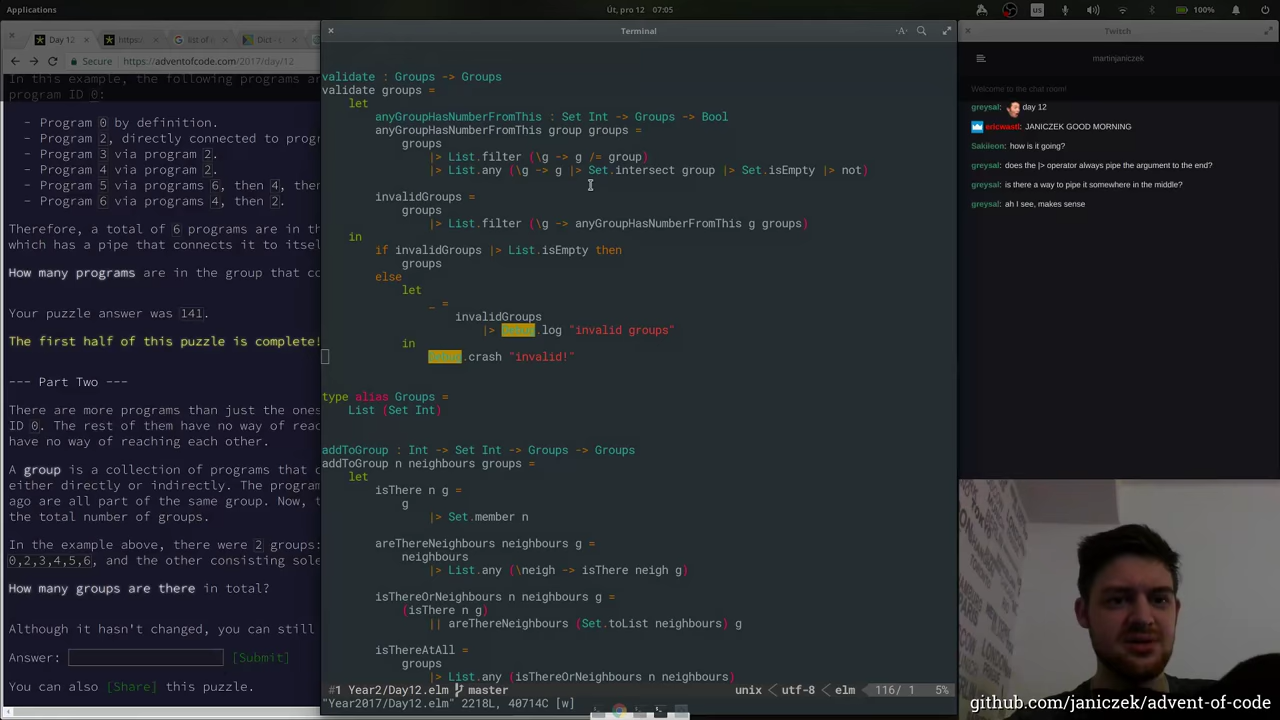 Applications
Út, pro 12 07:05
us
100%
Day 12
https:/
list of e
Dict - C
Secure https://adventofcode.com/2017/day/12
In this example, the following programs are
program ID 0:
- Program 0 by definition.
- Program 2, directly connected to
- Program 3 via program 2.
- Program 4 via program 2.
- Program 5 via programs 6, then 4, then
- Program 6 via programs 4, then 2.
Therefore, a total of 6 programs are in th
which has a pipe that connects it to itsel
How many programs are in the group that co
Your puzzle answer was 141.
The first half of this puzzle is complete!
--- Part Two ---
There are more programs than just the ones
ID 0. The rest of them have no way of reac
have no way of reaching each other.
A group is a collection of programs that c
either directly or indirectly. The program
ago are all part of the same group. Now, t
the total number of groups.
In the example above, there were 2 groups:
0,2,3,4,5,6, and the other consisting sole
How many groups are there in total?
Although it hasn't changed, you can still
Answer: [Submit]
You can also [Share] this puzzle.
Terminal
validate : Groups -> Groups
validate groups =
let
anyGroupHasNumberFromThis : Set Int -> Groups -> Bool
anyGroupHasNumberFromThis group groups =
groups
|> List.filter (\g -> g /= group)
|> List.any (\g -> g |> Set.intersect group |> Set.isEmpty |> not)
invalidGroups =
groups
|> List.filter (\g -> anyGroupHasNumberFromThis g groups)
in
if invalidGroups |> List.isEmpty then
groups
else
let
_ =
invalidGroups
|> Debug.log "invalid groups"
in
Debug.crash "invalid!"
type alias Groups =
List (Set Int)
addToGroup : Int -> Set Int -> Groups -> Groups
addToGroup n neighbours groups =
let
isThere n g =
g
|> Set.member n
areThereNeighbours neighbours g =
neighbours
|> List.any (\neigh -> isThere neigh g)
isThereOrNeighbours n neighbours g =
(isThere n g)
|| areThereNeighbours (Set.toList neighbours) g
isThereAtAll =
groups
|> List.any (isThereOrNeighbours n neighbours)
#1 Year2/Day12.elm master unix < utf-8 < elm 116/ 1 5%
"Year2017/Day12.elm" 2218L, 40714C [w]
Twitch
martinjaniczek
Welcome to the chat room!
greysal: day 12
ericwastl: JANICZEK GOOD MORNING
Sakiieon: how is it going?
greysal: does the |> operator always pipe the argument to the end?
greysal: is there a way to pipe it somewhere in the middle?
greysal: ah I see, makes sense
github.com/janiczek/advent-of-code